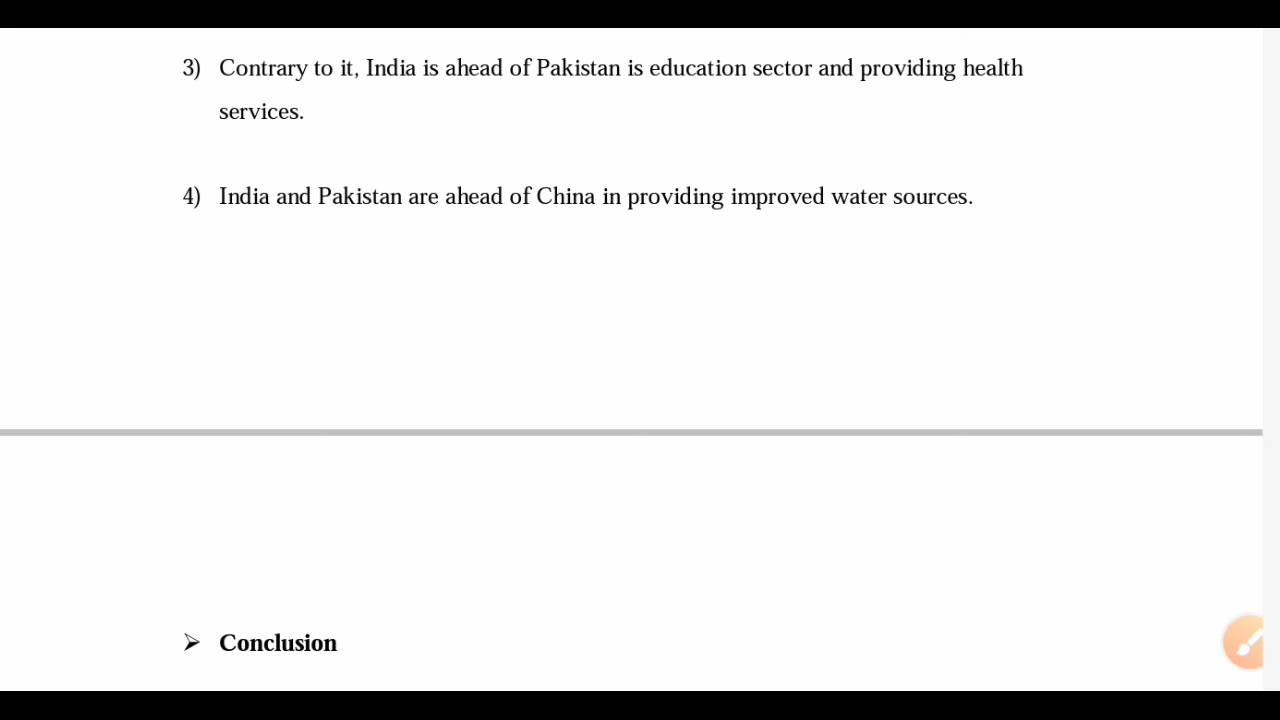 3) Contrary to it, India is ahead of Pakistan is education sector and providing health
services.
4) India and Pakistan are ahead of China in providing improved water sources.
➢ Conclusion